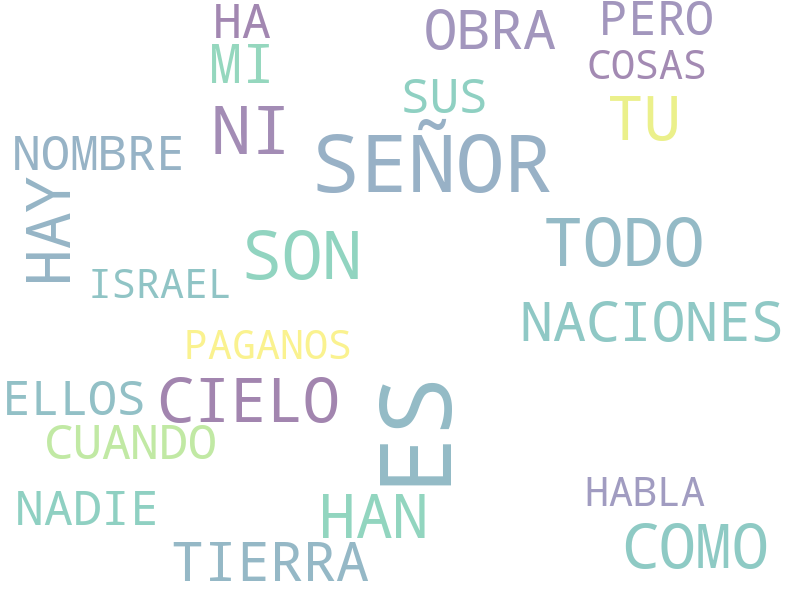 HA
OBRA
PERO
MI
COSAS
SUS
TU
NI
NOMBRE
SEÑOR
HAY
SON
TODO
ISRAEL
NACIONES
PAGANOS
ELLOS
CIELO
ES
CUANDO
NADIE
HAN
HABLA
COMO
TIERRA